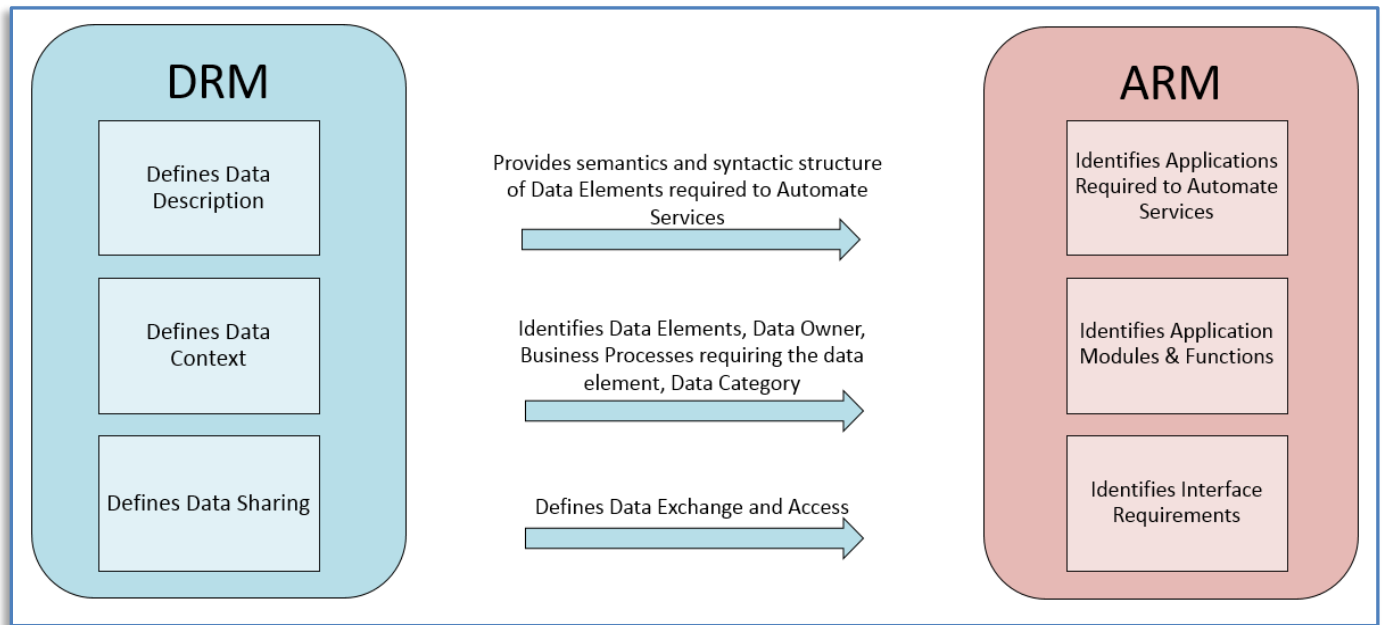 DRM
Defines Data
Description
Defines Data
Context
Defines Data Sharing
Provides semantics and syntactic structure
of Data Elements required to Automate
Services
Identifies Data Elements, Data Owner,
Business Processes requiring the data
element, Data Category
Defines Data Exchange and Access
ARM
Identifies Applications
Required to Automate
Services
Identifies Application
Modules & Functions
Identifies Interface
Requirements